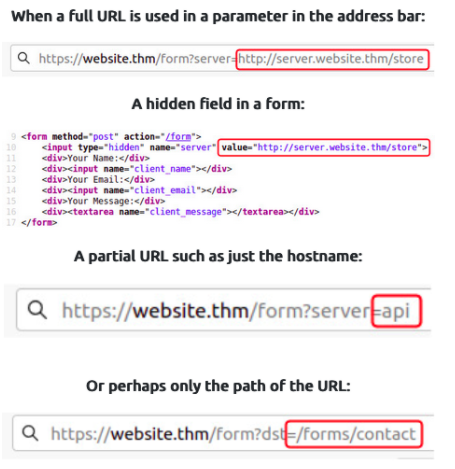 When a full URL is used in a parameter in the address bar:
https://website.thm/form?server=http://server.website.thm/store
A hidden field in a form:
9 <form method="post" action="/form">
10 <input type="hidden" name="server" value="http://server.website.thm/store">
11 <div>Your Name:</div>
12 <div><input name="client_name"></div>
13 <div>Your Email:</div>
14 <div><input name="client_email"></div>
15 <div>Your Message:</div>
16 <div><textarea name="client_message"></textarea></div>
17 </form>
A partial URL such as just the hostname:
https://website.thm/form?server=api
Or perhaps only the path of the URL:
https://website.thm/form?dst=/forms/contact